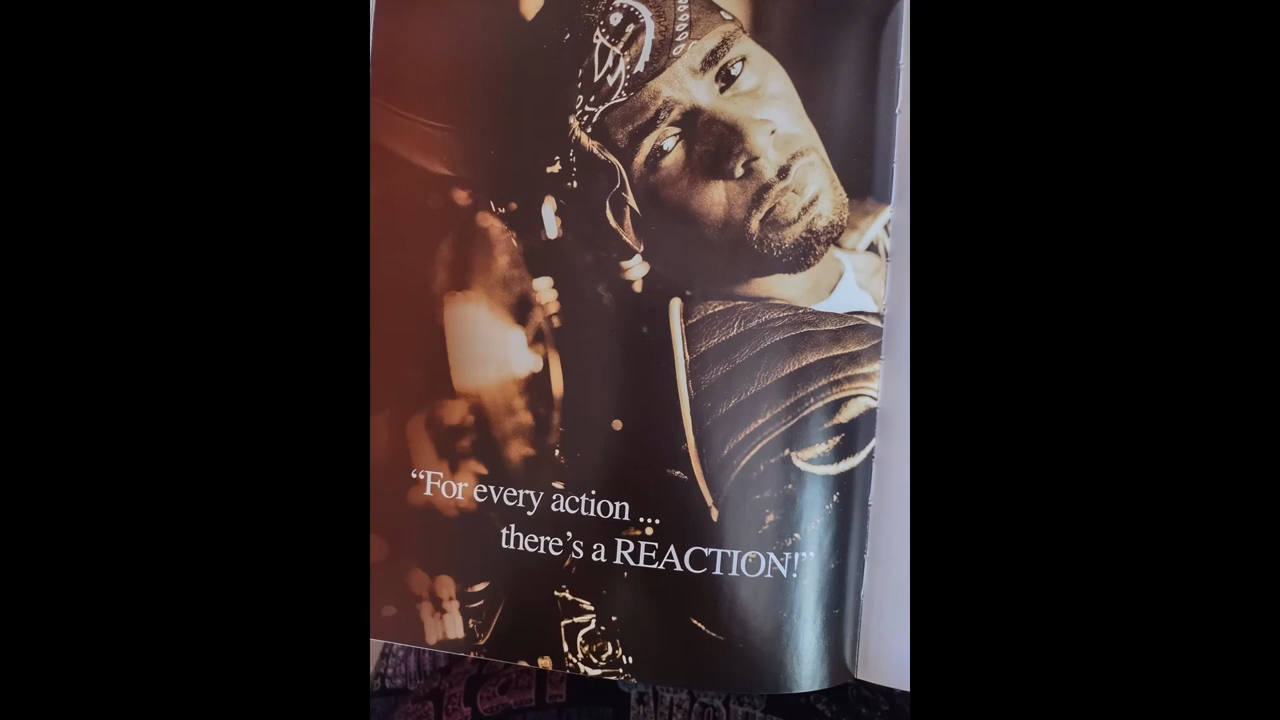 “For every action ...
there’s a REACTION!”